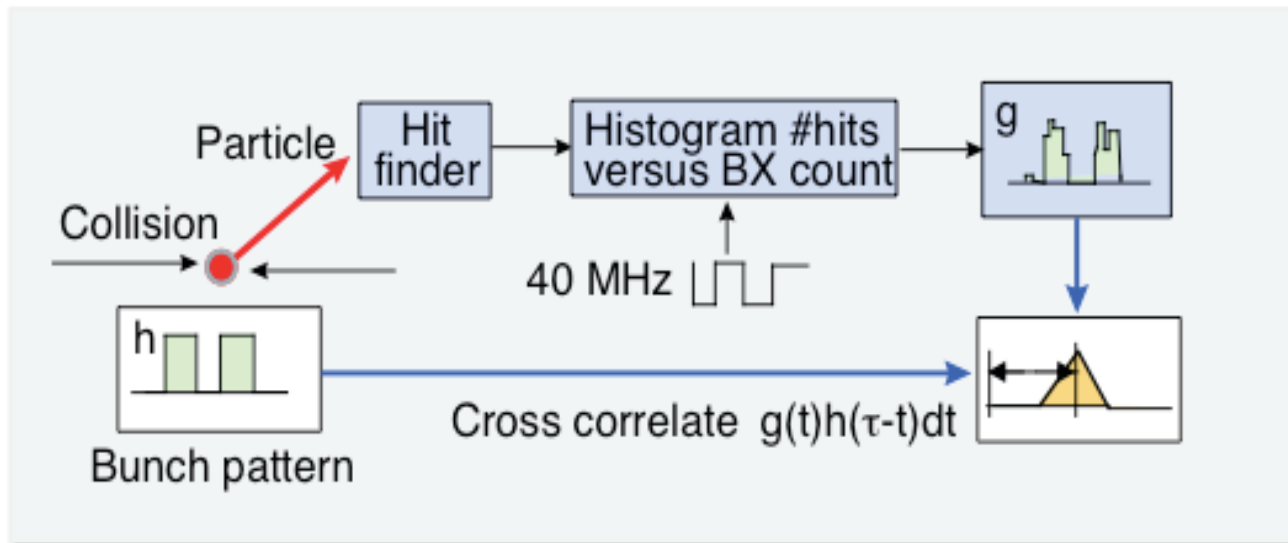 Particle
Hit
finder
Histogram #hits
versus BX count
g
Collision
40 MHz
h
Cross correlate g(t)h(τ-t)dt
Bunch pattern